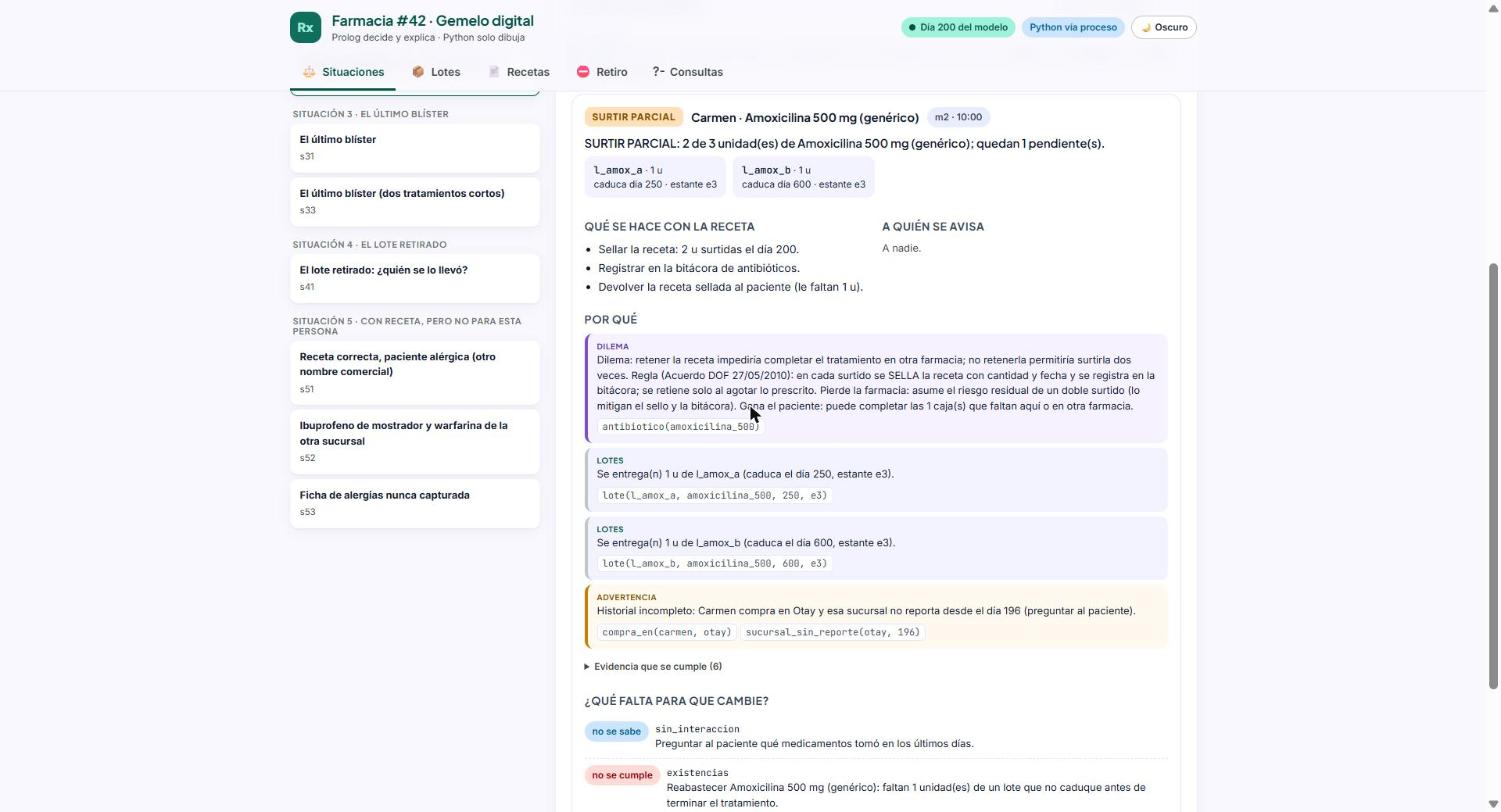 Rx
Farmacia #42 · Gemelo digital
Prolog decide y explica · Python solo dibuja
Día 200 del modelo
Python vía proceso
Oscuro
Situaciones
Lotes
Recetas
Retiro
?- Consultas
SITUACIÓN 3 · EL ÚLTIMO BLÍSTER
El último blíster
s31
El último blíster (dos tratamientos cortos)
s33
SITUACIÓN 4 · EL LOTE RETIRADO
El lote retirado: ¿quién se lo llevó?
s41
SITUACIÓN 5 · CON RECETA, PERO NO PARA ESTA
PERSONA
Receta correcta, paciente alérgica (otro
nombre comercial)
s51
Ibuprofeno de mostrador y warfarina de la
otra sucursal
s52
Ficha de alergias nunca capturada
s53
SURTIR PARCIAL
Carmen · Amoxicilina 500 mg (genérico)
m2 · 10:00
SURTIR PARCIAL: 2 de 3 unidad(es) de Amoxicilina 500 mg (genérico); quedan 1 pendiente(s).
l_amox_a · 1 u
caduca día 250 · estante e3
l_amox_b · 1 u
caduca día 600 · estante e3
QUÉ SE HACE CON LA RECETA
• Sellar la receta: 2 u surtidas el día 200.
• Registrar en la bitácora de antibióticos.
• Devolver la receta sellada al paciente (le faltan 1 u).
A QUIÉN SE AVISA
A nadie.
POR QUÉ
DILEMA
Dilema: retener la receta impediría completar el tratamiento en otra farmacia; no retenerla permitiría surtirla dos
veces. Regla (Acuerdo DOF 27/05/2010): en cada surtido se SELLA la receta con cantidad y fecha y se registra en la
bitácora; se retiene solo al agotar lo prescrito. Pierde la farmacia: asume el riesgo residual de un doble surtido (lo
mitigan el sello y la bitácora). Gana el paciente: puede completar las 1 caja(s) que faltan aquí o en otra farmacia.
antibiotico(amoxicilina_500)
LOTES
Se entrega(n) 1 u de l_amox_a (caduca el día 250, estante e3).
lote(l_amox_a, amoxicilina_500, 250, e3)
LOTES
Se entrega(n) 1 u de l_amox_b (caduca el día 600, estante e3).
lote(l_amox_b, amoxicilina_500, 600, e3)
ADVERTENCIA
Historial incompleto: Carmen compra en Otay y esa sucursal no reporta desde el día 196 (preguntar al paciente).
compra_en(carmen, otay) sucursal_sin_reporte(otay, 196)
Evidencia que se cumple (6)
¿QUÉ FALTA PARA QUE CAMBIE?
no se sabe
sin_interaccion
Preguntar al paciente qué medicamentos tomó en los últimos días.
no se cumple
existencias
Reabastecer Amoxicilina 500 mg (genérico): faltan 1 unidad(es) de un lote que no caduque antes de
terminar el tratamiento.